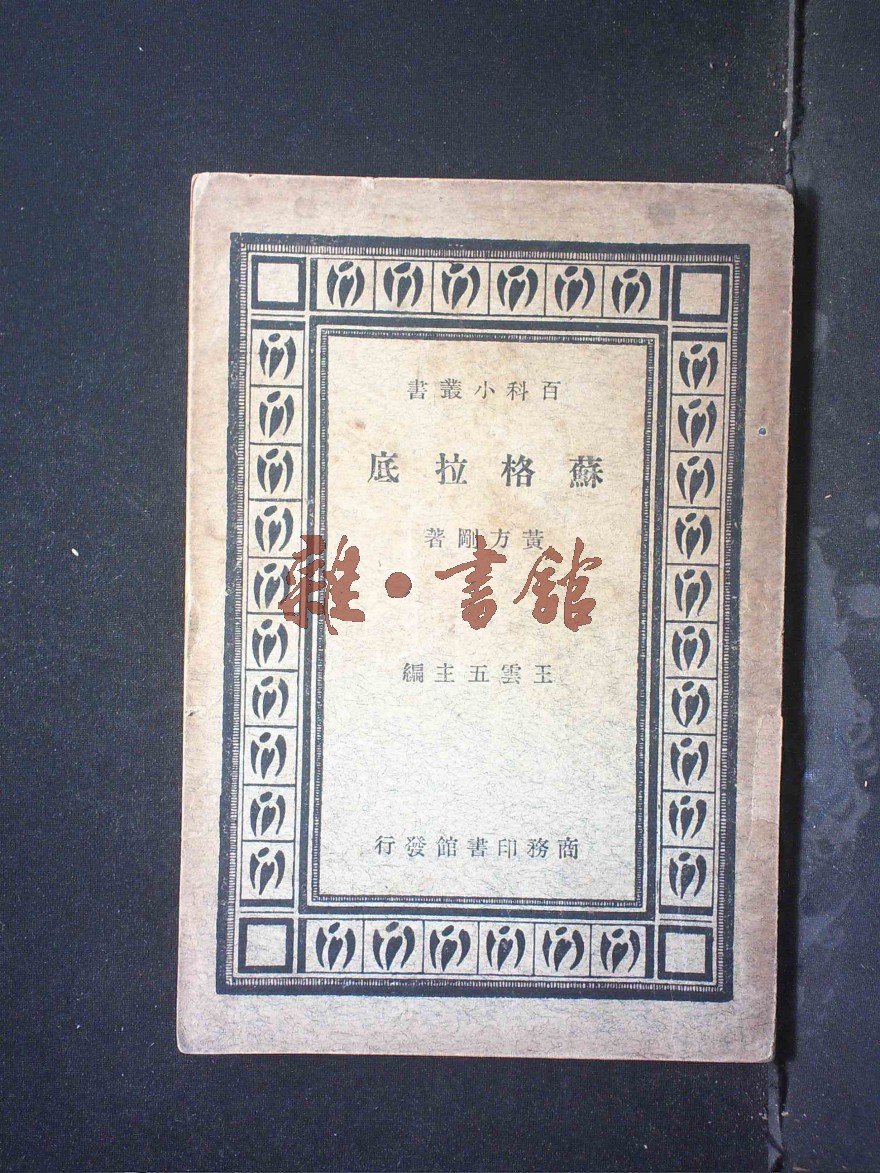 百科小叢書
蘇格拉底
黃方剛著
雜·書館
王雲五主編
商務印書館發行